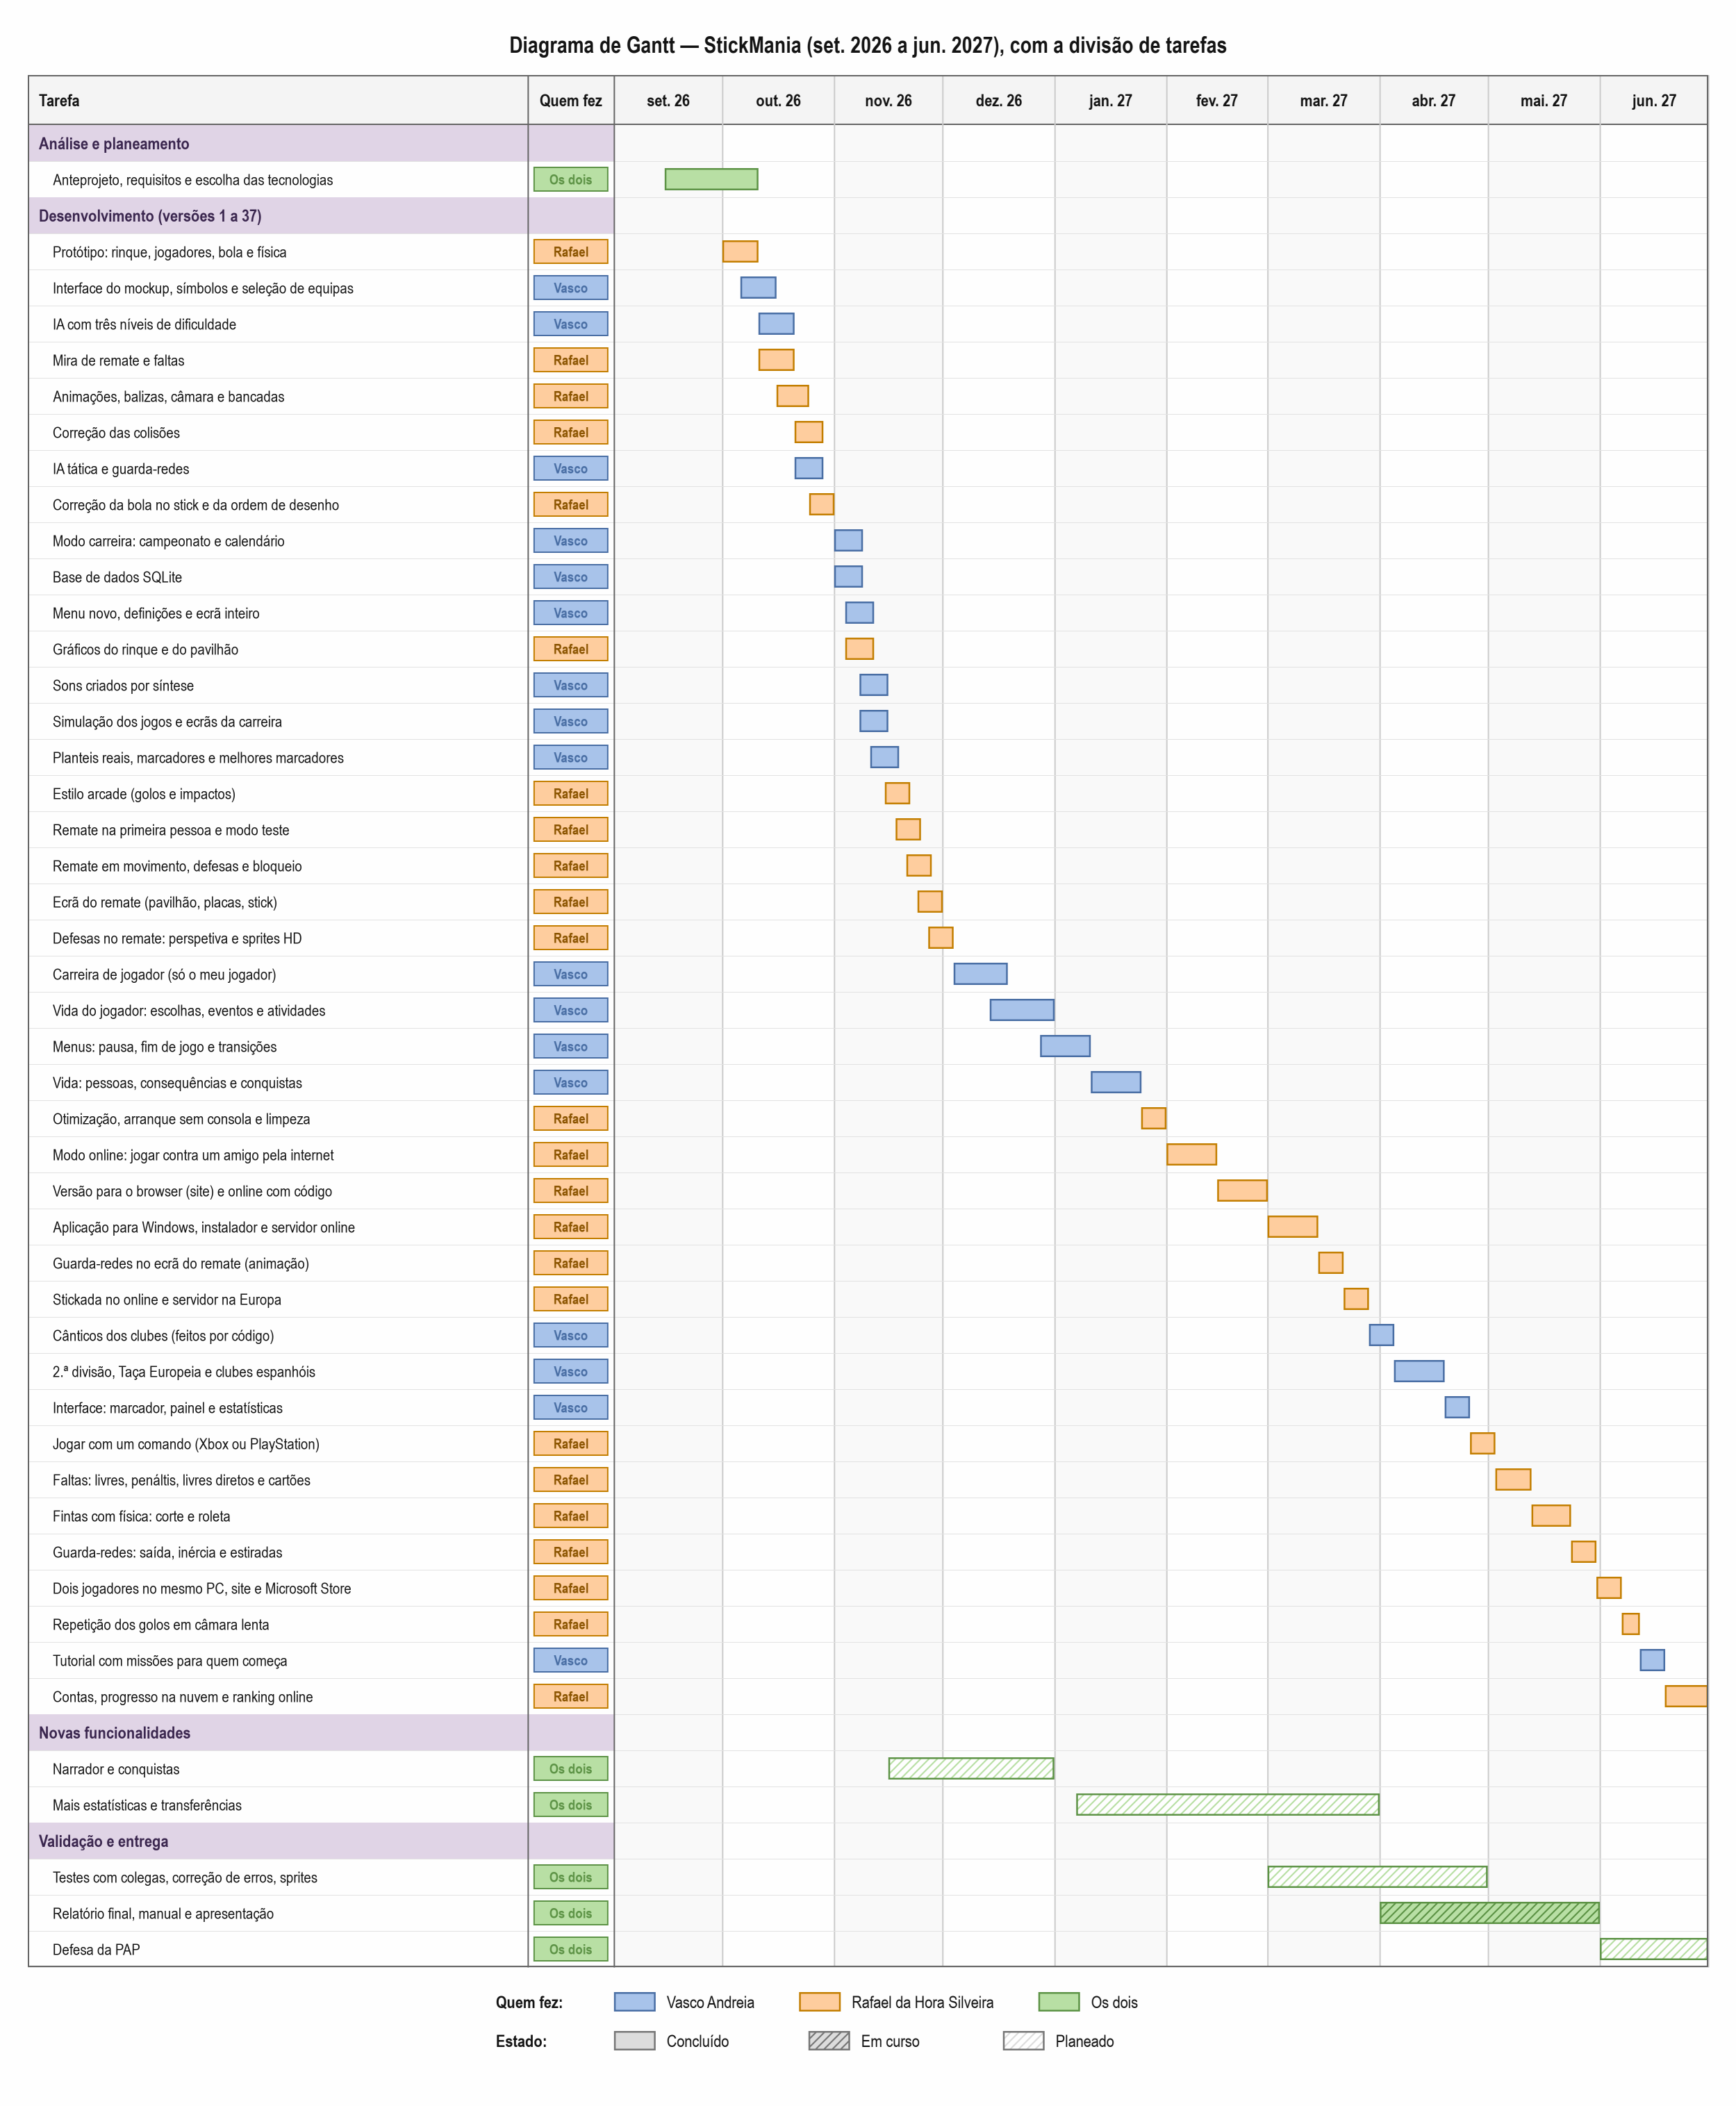 Diagrama de Gantt — StickMania (set. 2026 a jun. 2027), com a divisão de tarefas
Tarefa Quem fez set. 26 out. 26 nov. 26 dez. 26 jan. 27 fev. 27 mar. 27 abr. 27 mai. 27 jun. 27
Análise e planeamento
Anteprojeto, requisitos e escolha das tecnologias Os dois
Desenvolvimento (versões 1 a 37)
Protótipo: rinque, jogadores, bola e física Rafael
Interface do mockup, símbolos e seleção de equipas Vasco
IA com três níveis de dificuldade Vasco
Mira de remate e faltas Rafael
Animações, balizas, câmara e bancadas Rafael
Correção das colisões Rafael
IA tática e guarda-redes Vasco
Correção da bola no stick e da ordem de desenho Rafael
Modo carreira: campeonato e calendário Vasco
Base de dados SQLite Vasco
Menu novo, definições e ecrã inteiro Vasco
Gráficos do rinque e do pavilhão Rafael
Sons criados por síntese Vasco
Simulação dos jogos e ecrãs da carreira Vasco
Planteis reais, marcadores e melhores marcadores Vasco
Estilo arcade (golos e impactos) Rafael
Remate na primeira pessoa e modo teste Rafael
Remate em movimento, defesas e bloqueio Rafael
Ecrã do remate (pavilhão, placas, stick) Rafael
Defesas no remate: perspetiva e sprites HD Rafael
Carreira de jogador (só o meu jogador) Vasco
Vida do jogador: escolhas, eventos e atividades Vasco
Menus: pausa, fim de jogo e transições Vasco
Vida: pessoas, consequências e conquistas Vasco
Otimização, arranque sem consola e limpeza Rafael
Modo online: jogar contra um amigo pela internet Rafael
Versão para o browser (site) e online com código Rafael
Aplicação para Windows, instalador e servidor online Rafael
Guarda-redes no ecrã do remate (animação) Rafael
Stickada no online e servidor na Europa Rafael
Cânticos dos clubes (feitos por código) Vasco
2.ª divisão, Taça Europeia e clubes espanhóis Vasco
Interface: marcador, painel e estatísticas Vasco
Jogar com um comando (Xbox ou PlayStation) Rafael
Faltas: livres, penáltis, livres diretos e cartões Rafael
Fintas com física: corte e roleta Rafael
Guarda-redes: saída, inércia e estiradas Rafael
Dois jogadores no mesmo PC, site e Microsoft Store Rafael
Repetição dos golos em câmara lenta Rafael
Tutorial com missões para quem começa Vasco
Contas, progresso na nuvem e ranking online Rafael
Novas funcionalidades
Narrador e conquistas Os dois
Mais estatísticas e transferências Os dois
Validação e entrega
Testes com colegas, correção de erros, sprites Os dois
Relatório final, manual e apresentação Os dois
Defesa da PAP Os dois
Quem fez: Vasco Andreia Rafael da Hora Silveira Os dois
Estado: Concluído Em curso Planeado